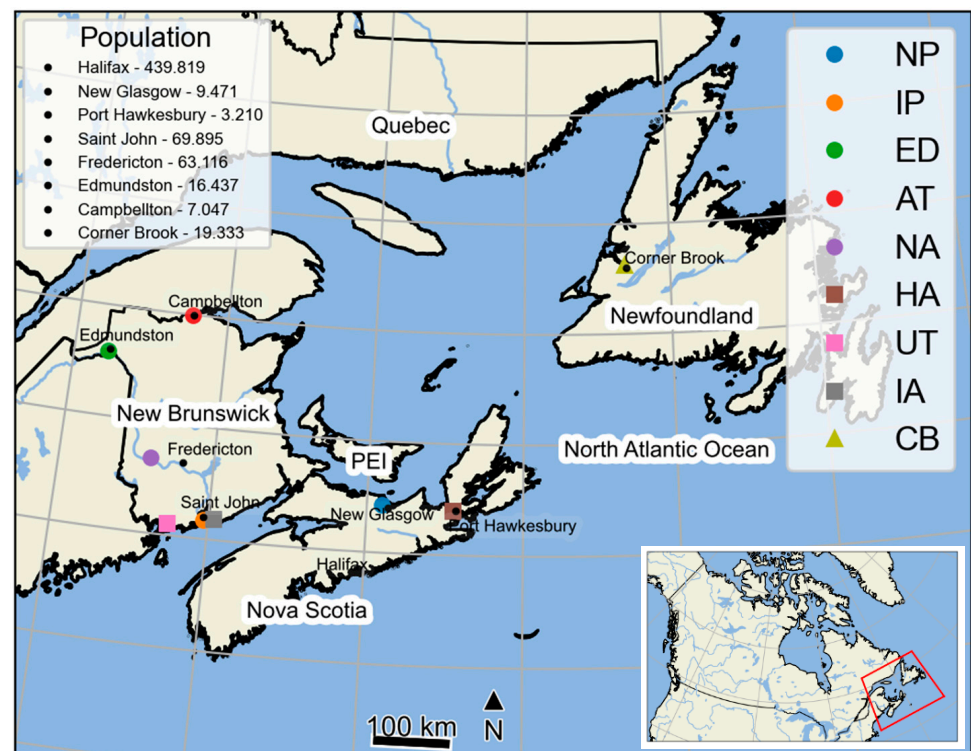 Population
Halifax - 439.819
New Glasgow - 9.471
Port Hawkesbury - 3.210
Saint John - 69.895
Fredericton - 63.116
Edmundston - 16.437
Campbellton - 7.047
Corner Brook - 19.333
NP
IP
ED
AT
NA
HA
UT
IA
CB
Quebec
Corner Brook
Campbellton
Newfoundland
Edmundston
New Brunswick
Fredericton
North Atlantic Ocean
PEI
Saint John
New Glasgow
Port Hawkesbury
Halifax
Nova Scotia
100 km
N